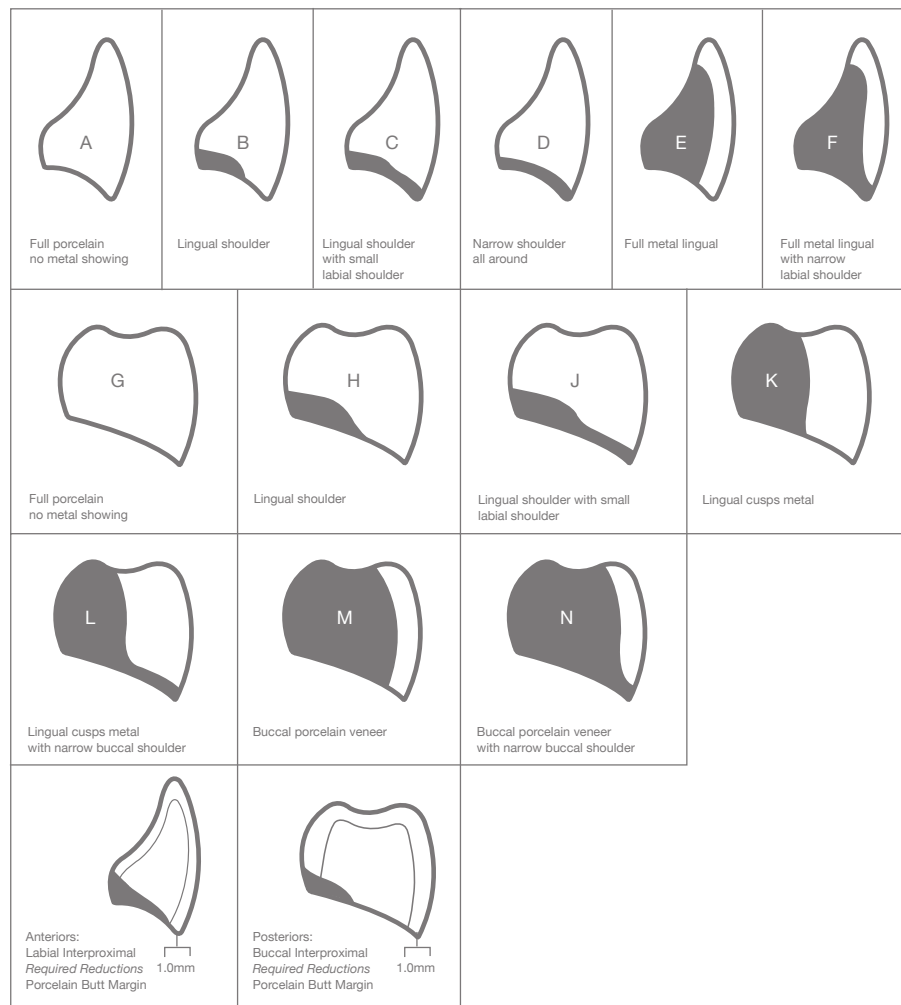 A
B
C
D
E
F
Full porcelain
no metal showing
Lingual shoulder
Lingual shoulder
with small
labial shoulder
Narrow shoulder
all around
Full metal lingual
Full metal lingual
with narrow
labial shoulder
G
H
J
K
Full porcelain
no metal showing
Lingual shoulder
Lingual shoulder with small
labial shoulder
Lingual cusps metal
L
M
N
Lingual cusps metal
with narrow buccal shoulder
Buccal porcelain veneer
Buccal porcelain veneer
with narrow buccal shoulder
Anteriors:
Labial Interproximal
Required Reductions
Porcelain Butt Margin
1.0mm
Posteriors:
Buccal Interproximal
Required Reductions
Porcelain Butt Margin
1.0mm